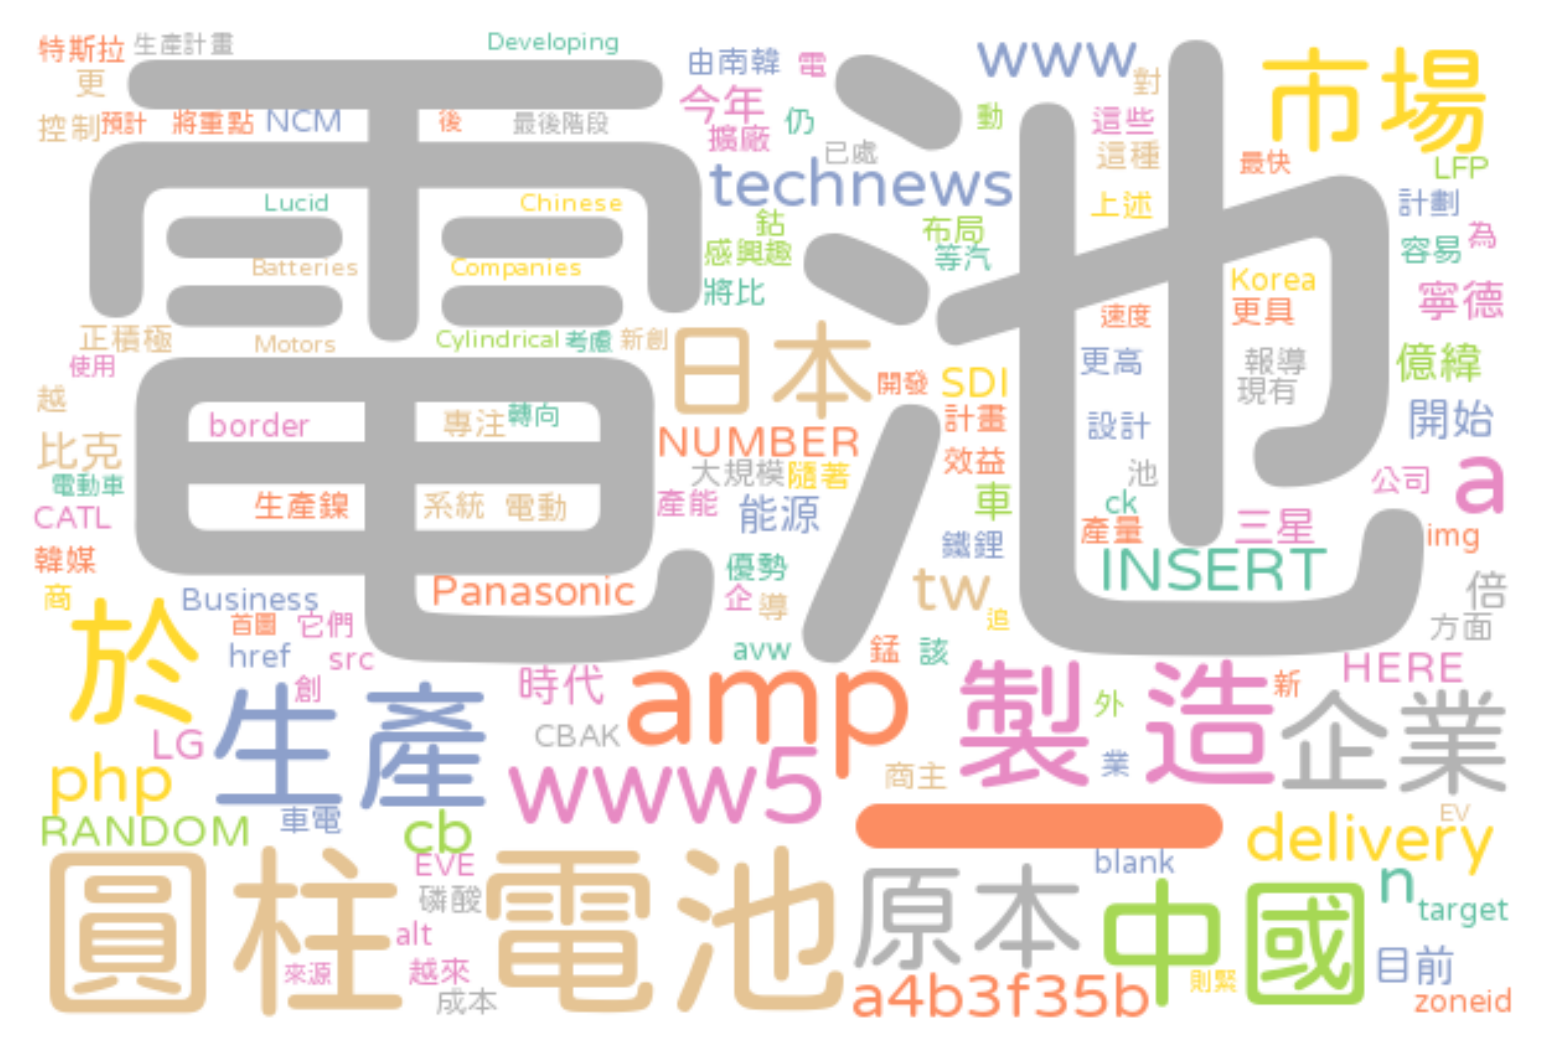 特斯拉 生產計畫 Developing
更
控制 預計 將重點 NCM 後 最後階段
由南韓 電 www 對 市場
今年 仍 動 這些
擴廠 已處 這種 最快 LFP
technews
Lucid Chinese 鈷 布局 上述 計劃 為
感興趣 等汽 容易
Batteries Companies 將比 Korea 寧德
電池
正積極 Motors Cylindrical 考慮 新創 日本 速度 更具
使用 開發 SDI 更高 報導 億緯
越 現有
border 專注 轉向 NUMBER 計畫 設計 開始
比克 大規模 隨著 效益 池 公司 a
電動車 生產鎳 系統 電動 產能 能源 車 ck
CATL 產量 三星 img
韓媒 鐵鋰 INSERT
商 Business Panasonic 優勢 tw 倍
企 導 追 方面
於 首圖 它們
href src avw 錳 該 HERE
創 時代 amp 製造 外 新 企業
生產 LG CBAK 商主 業
php www5
RANDOM 車電 cb 一 delivery EV
EVE blank n
圓柱電池 磷酸 原本 中國 target
alt
來源 越來 目前
成本 a4b3f35b 則緊 zoneid